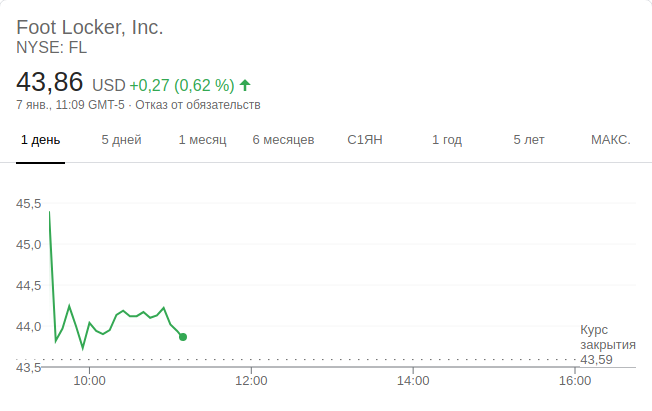 Foot Locker, Inc.
NYSE: FL
43,86 USD +0,27 (0,62 %)
7 янв., 11:09 GMT-5 · Отказ от обязательств
1 день 5 дней 1 месяц 6 месяцев С1ЯН 1 год 5 лет МАКС.
45,5
45,0
44,5
44,0
Курс
закрытия
43,59
43,5
10:00 12:00 14:00 16:00